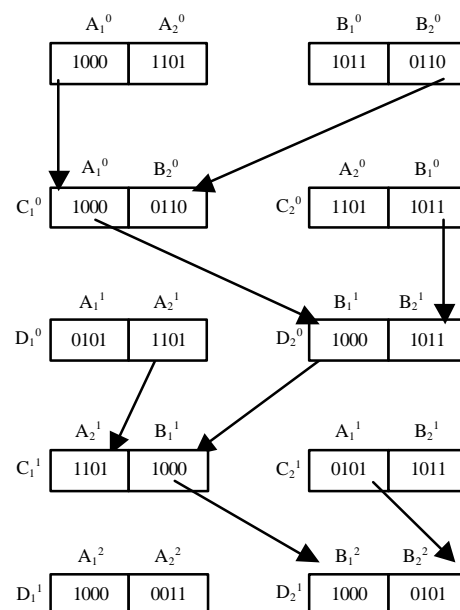 A₁⁰ A₂⁰ B₁⁰ B₂⁰
1000 1101 1011 0110
A₁⁰ B₂⁰ A₂⁰ B₁⁰
C₁⁰ 1000 0110 C₂⁰ 1101 1011
A₁¹ A₂¹ B₁¹ B₂¹
D₁⁰ 0101 1101 D₂⁰ 1000 1011
A₂¹ B₁¹ A₁¹ B₂¹
C₁¹ 1101 1000 C₂¹ 0101 1011
A₁² A₂² B₁² B₂²
D₁¹ 1000 0011 D₂¹ 1000 0101